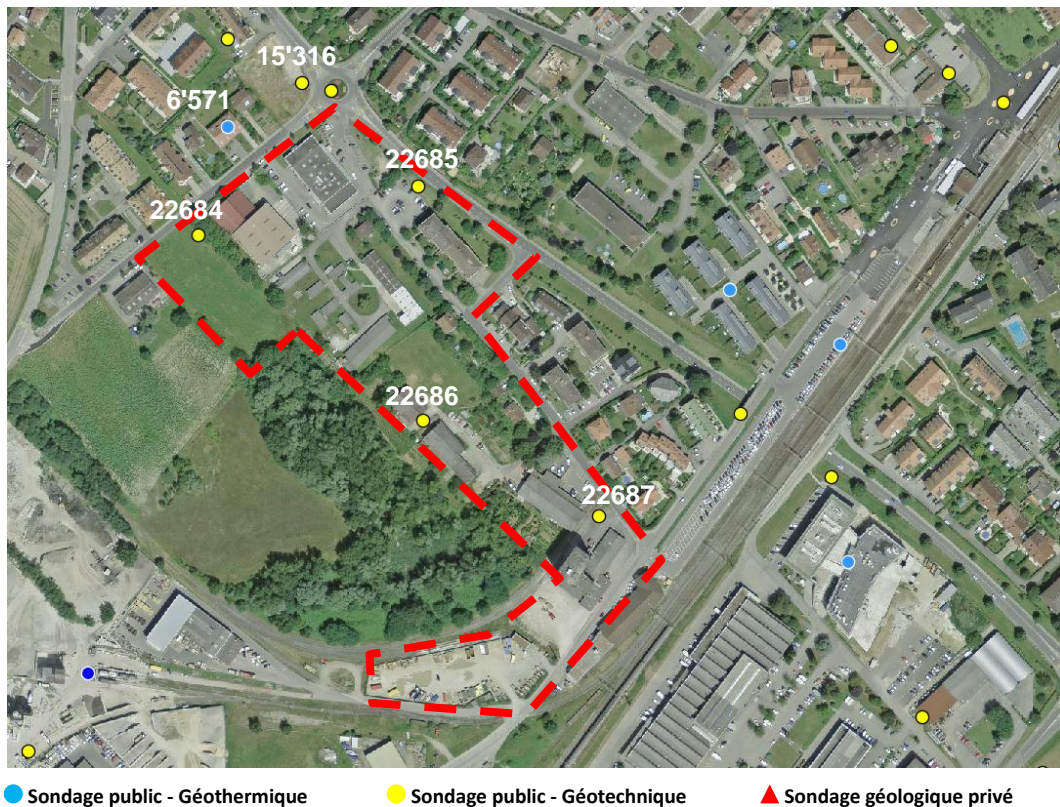 15'316
6'571
22685
22684
22686
22687
Sondage public - Géothermique
Sondage public - Géotechnique
Sondage géologique privé